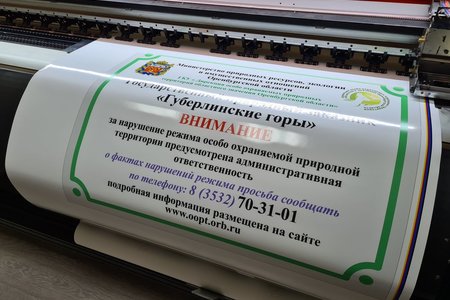 Министерство природных ресурсов, экологии
и имущественных отношений
Оренбургской области
«Губерлинские горы»
ВНИМАНИЕ
за нарушение режима особо охраняемой природной
территории предусмотрена административная
ответственность
о фактах нарушений режима просьба сообщать
по телефону: 8 (3532) 70-31-01
подробная информация размещена на сайте
www.oopt.orb.ru